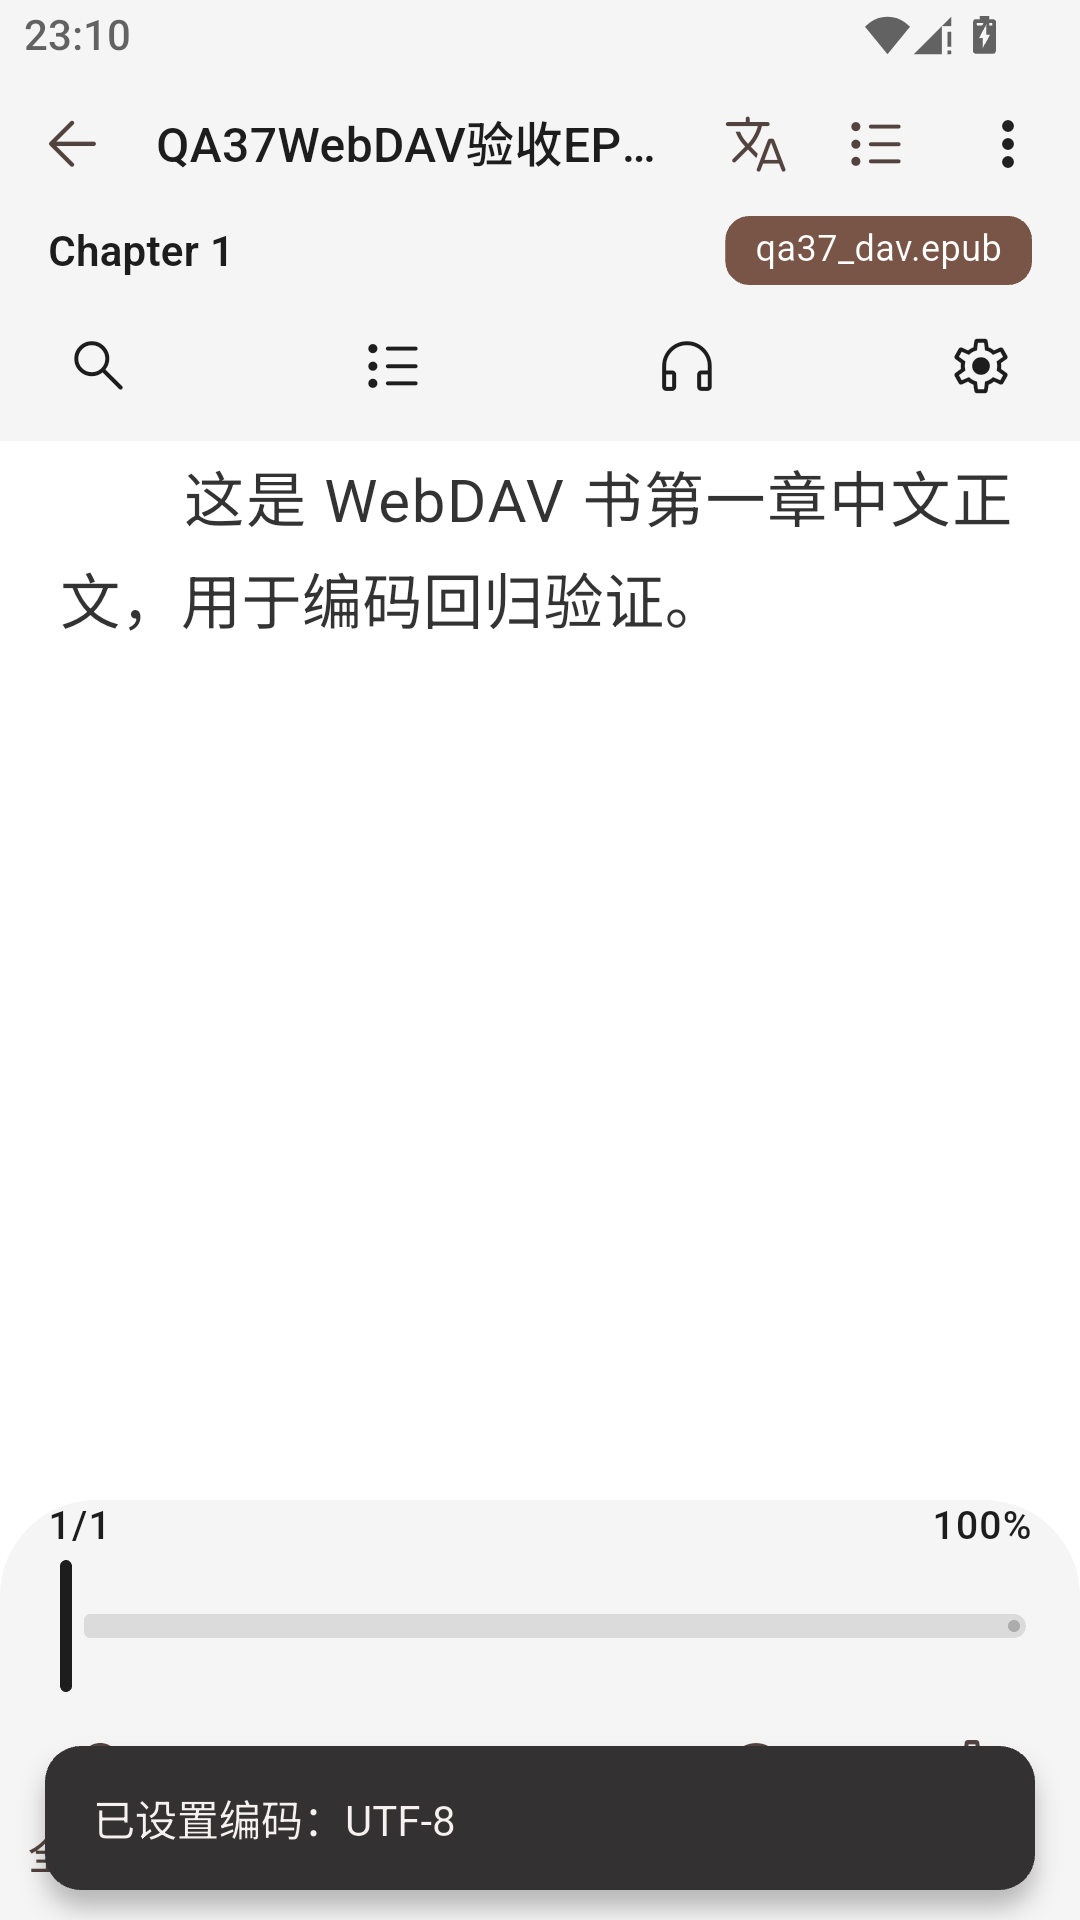 23:10
QA37WebDAV验收EP...
Chapter 1
qa37_dav.epub
这是 WebDAV 书第一章中文正
文，用于编码回归验证。
1/1
100%
已设置编码：UTF-8